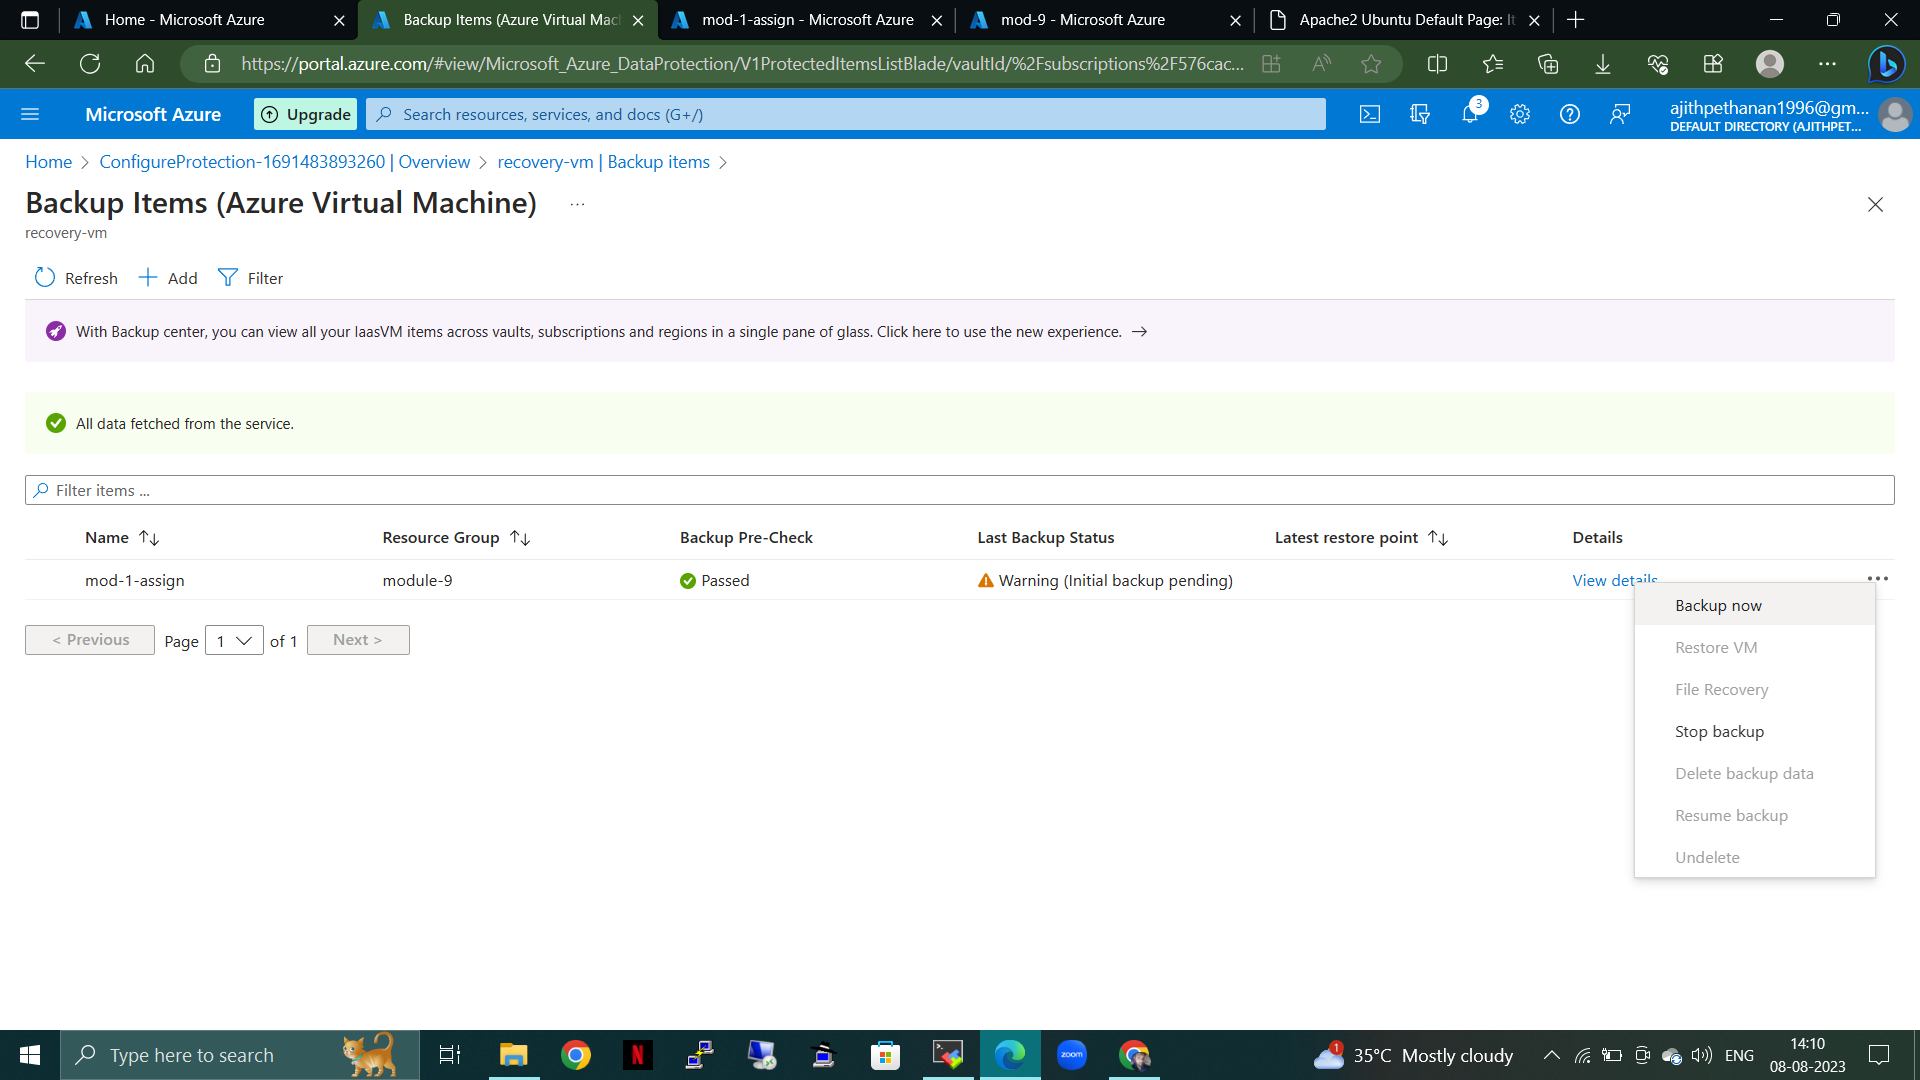 Home - Microsoft Azure
Backup Items (Azure Virtual Mac
mod-1-assign - Microsoft Azure
mod-9 - Microsoft Azure
Apache2 Ubuntu Default Page: It
https://portal.azure.com/#view/Microsoft_Azure_DataProtection/V1ProtectedItemsListBlade/vaultId/%2Fsubscriptions%2F576cac...
Microsoft Azure
Upgrade
Search resources, services, and docs (G+/)
3
ajithpethanan1996@gm...
DEFAULT DIRECTORY (AJITHPET...
Home > ConfigureProtection-1691483893260 | Overview > recovery-vm | Backup items >
Backup Items (Azure Virtual Machine) ...
recovery-vm
Refresh
Add
Filter
With Backup center, you can view all your IaasVM items across vaults, subscriptions and regions in a single pane of glass. Click here to use the new experience. →
All data fetched from the service.
Filter items ...
Name ↑↓ Resource Group ↑↓ Backup Pre-Check Last Backup Status Latest restore point ↑↓ Details
mod-1-assign module-9 Passed Warning (Initial backup pending) View details ...
< Previous Page 1 of 1 Next >
Backup now
Restore VM
File Recovery
Stop backup
Delete backup data
Resume backup
Undelete
Type here to search
N
zoom
1
35°C Mostly cloudy
ENG
14:10
08-08-2023